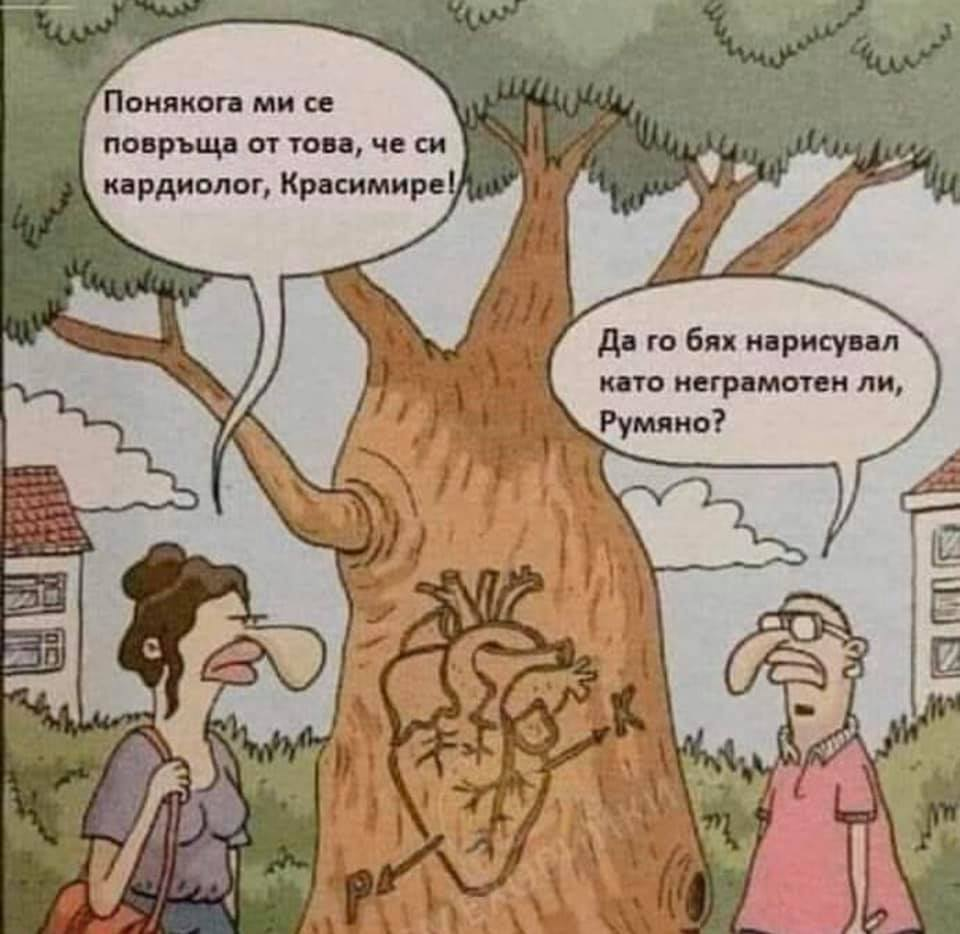 Понякога ми се
повръща от това, че си
кардиолог, Красимире!
Да го бях нарисувал
като неграмотен ли,
Румяно?
К
Р